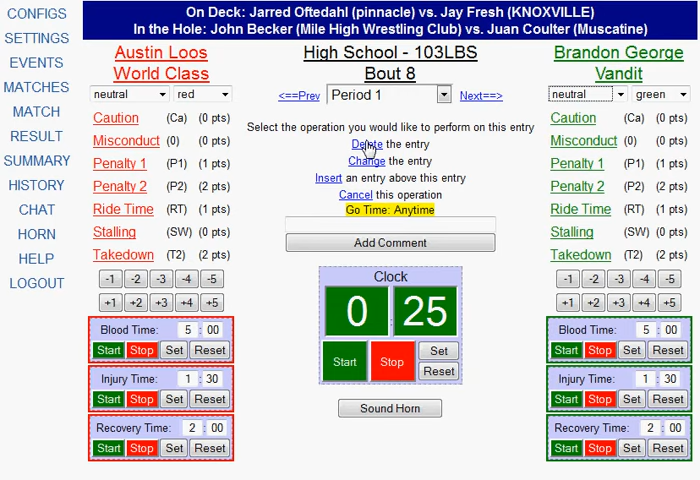 CONFIGS
SETTINGS
EVENTS
MATCHES
MATCH
RESULT
SUMMARY
HISTORY
CHAT
HORN
HELP
LOGOUT
On Deck: Jarred Oftedahl (pinnacle) vs. Jay Fresh (KNOXVILLE)
In the Hole: John Becker (Mile High Wrestling Club) vs. Juan Coulter (Muscatine)
Austin Loos
World Class
neutral red
Caution (Ca) (0 pts)
Misconduct (0) (0 pts)
Penalty 1 (P1) (1 pts)
Penalty 2 (P2) (2 pts)
Ride Time (RT) (1 pts)
Stalling (SW) (0 pts)
Takedown (T2) (2 pts)
-1 -2 -3 -4 -5
+1 +2 +3 +4 +5
Blood Time: 5 : 00
Start Stop Set Reset
Injury Time: 1 : 30
Start Stop Set Reset
Recovery Time: 2 : 00
Start Stop Set Reset
High School - 103LBS
Bout 8
<==Prev Period 1 Next==>
Select the operation you would like to perform on this entry
Delete the entry
Change the entry
Insert an entry above this entry
Cancel this operation
Go Time: Anytime
Add Comment
Clock
0 : 25
Start Stop Set
Reset
Sound Horn
Brandon George
Vandit
neutral green
Caution (Ca) (0 pts)
Misconduct (0) (0 pts)
Penalty 1 (P1) (1 pts)
Penalty 2 (P2) (2 pts)
Ride Time (RT) (1 pts)
Stalling (SW) (0 pts)
Takedown (T2) (2 pts)
-1 -2 -3 -4 -5
+1 +2 +3 +4 +5
Blood Time: 5 : 00
Start Stop Set Reset
Injury Time: 1 : 30
Start Stop Set Reset
Recovery Time: 2 : 00
Start Stop Set Reset